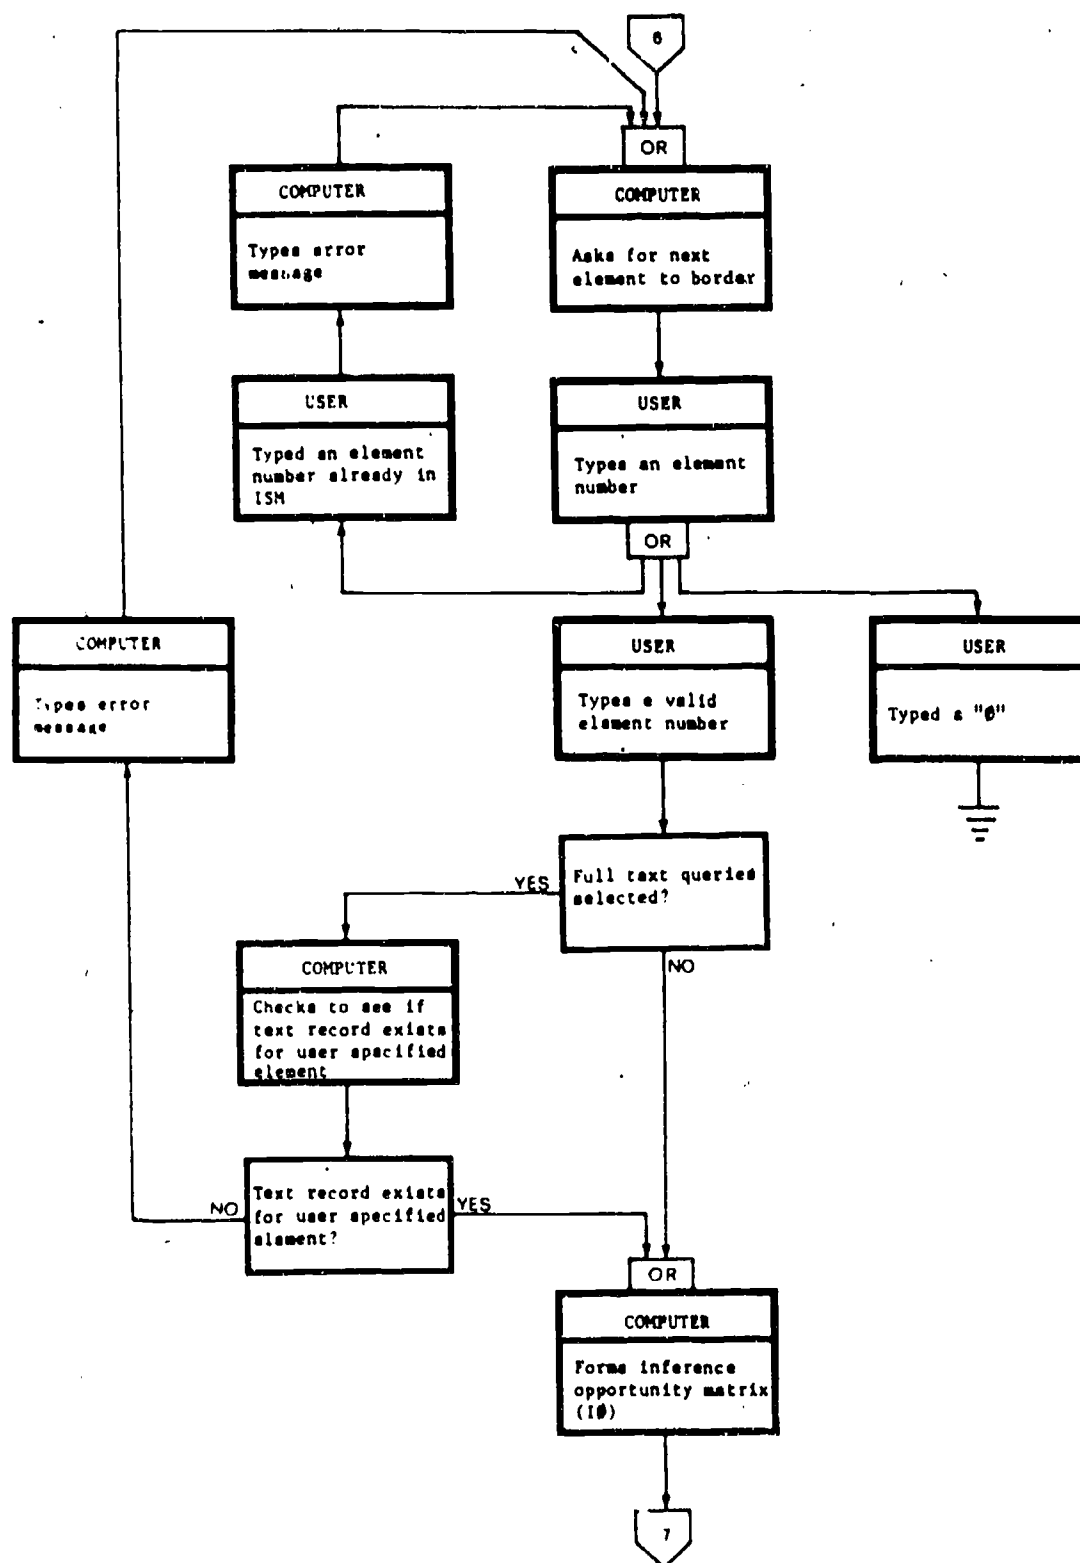 6
OR
COMPUTER
Types error
message
COMPUTER
Asks for next
element to border
USER
Typed an element
number already in
ISM
USER
Types an element
number
OR
COMPUTER
Types error
message
USER
Types a valid
element number
USER
Typed a "Ø"
Full text queries
selected?
YES
NO
COMPUTER
Checks to see if
text record exists
for user specified
element
Text record exists
for user specified
element?
NO
YES
OR
COMPUTER
Forms inference
opportunity matrix
(IØ)
7